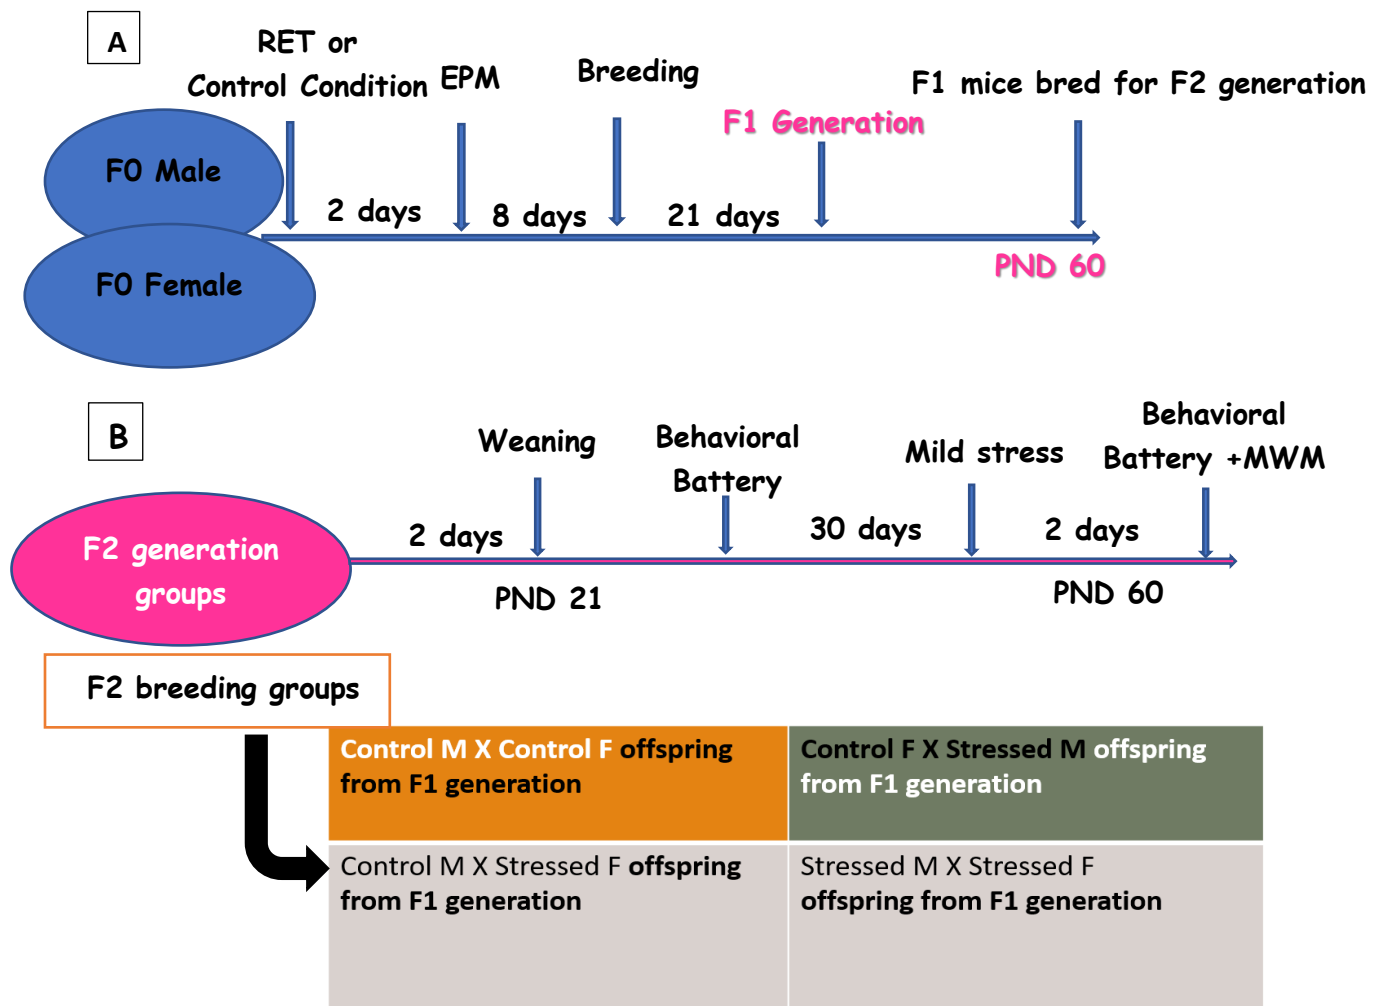 A
RET or
Control Condition
EPM
Breeding
F1 Generation
F1 mice bred for F2 generation
F0 Male
F0 Female
2 days
8 days
21 days
PND 60
B
Weaning
Behavioral
Battery
Mild stress
Behavioral
Battery +MWM
F2 generation
groups
2 days
30 days
2 days
PND 21
PND 60
F2 breeding groups
Control M X Control F offspring
from F1 generation
Control F X Stressed M offspring
from F1 generation
Control M X Stressed F offspring
from F1 generation
Stressed M X Stressed F
offspring from F1 generation